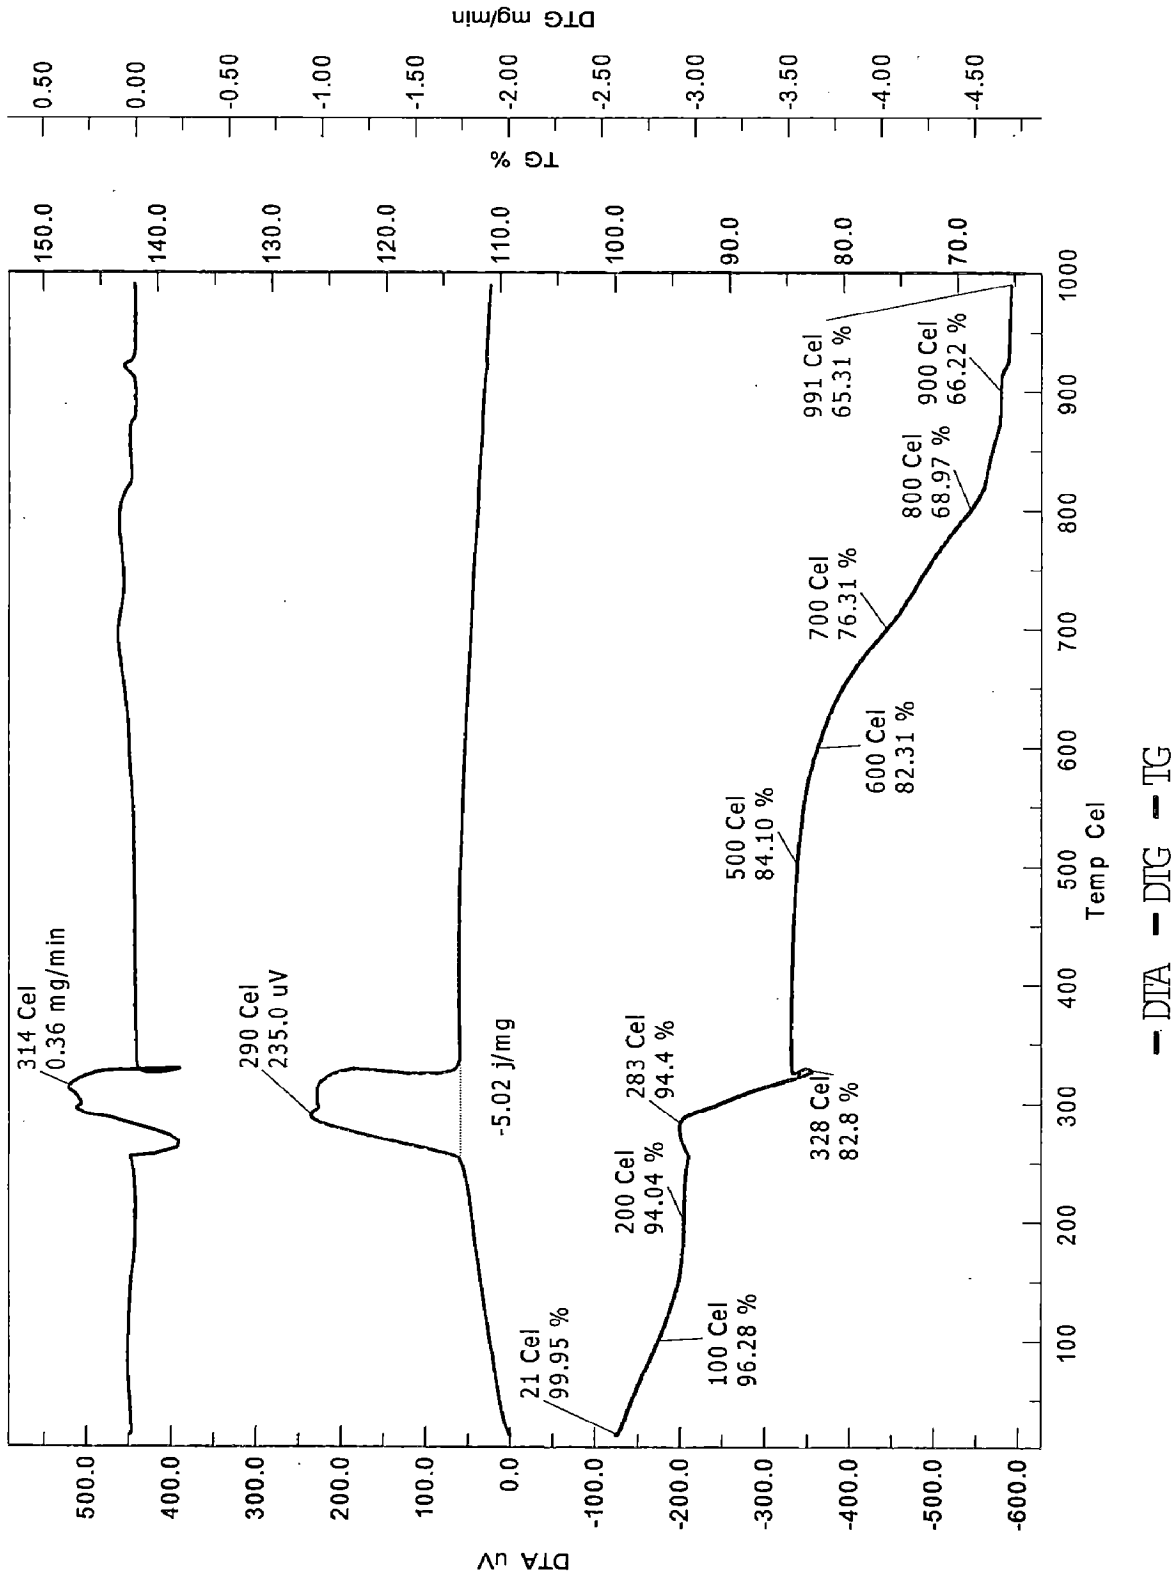 DTG mg/min
0.50
0.00
-0.50
-1.00
-1.50
-2.00
-2.50
-3.00
-3.50
-4.00
-4.50
TG %
150.0
140.0
130.0
120.0
110.0
100.0
90.0
80.0
70.0
314 Cel
0.36 mg/min
290 Cel
235.0 uV
-5.02 j/mg
21 Cel
99.95 %
100 Cel
96.28 %
200 Cel
94.04 %
283 Cel
94.4 %
328 Cel
82.8 %
500 Cel
84.10 %
600 Cel
82.31 %
700 Cel
76.31 %
800 Cel
68.97 %
900 Cel
66.22 %
991 Cel
65.31 %
500.0
400.0
300.0
200.0
100.0
0.0
-100.0
-200.0
-300.0
-400.0
-500.0
-600.0
DTA uV
100
200
300
400
500
600
700
800
900
1000
Temp Cel
DTA DTG TG